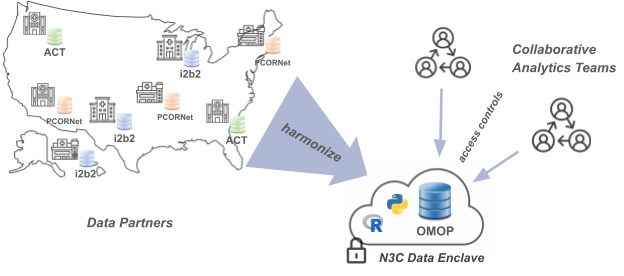 ACT
i2b2
PCORNet
PCORNet
i2b2
PCORNet
ACT
i2b2
Data Partners
harmonize
Collaborative
Analytics Teams
access controls
R
OMOP
N3C Data Enclave